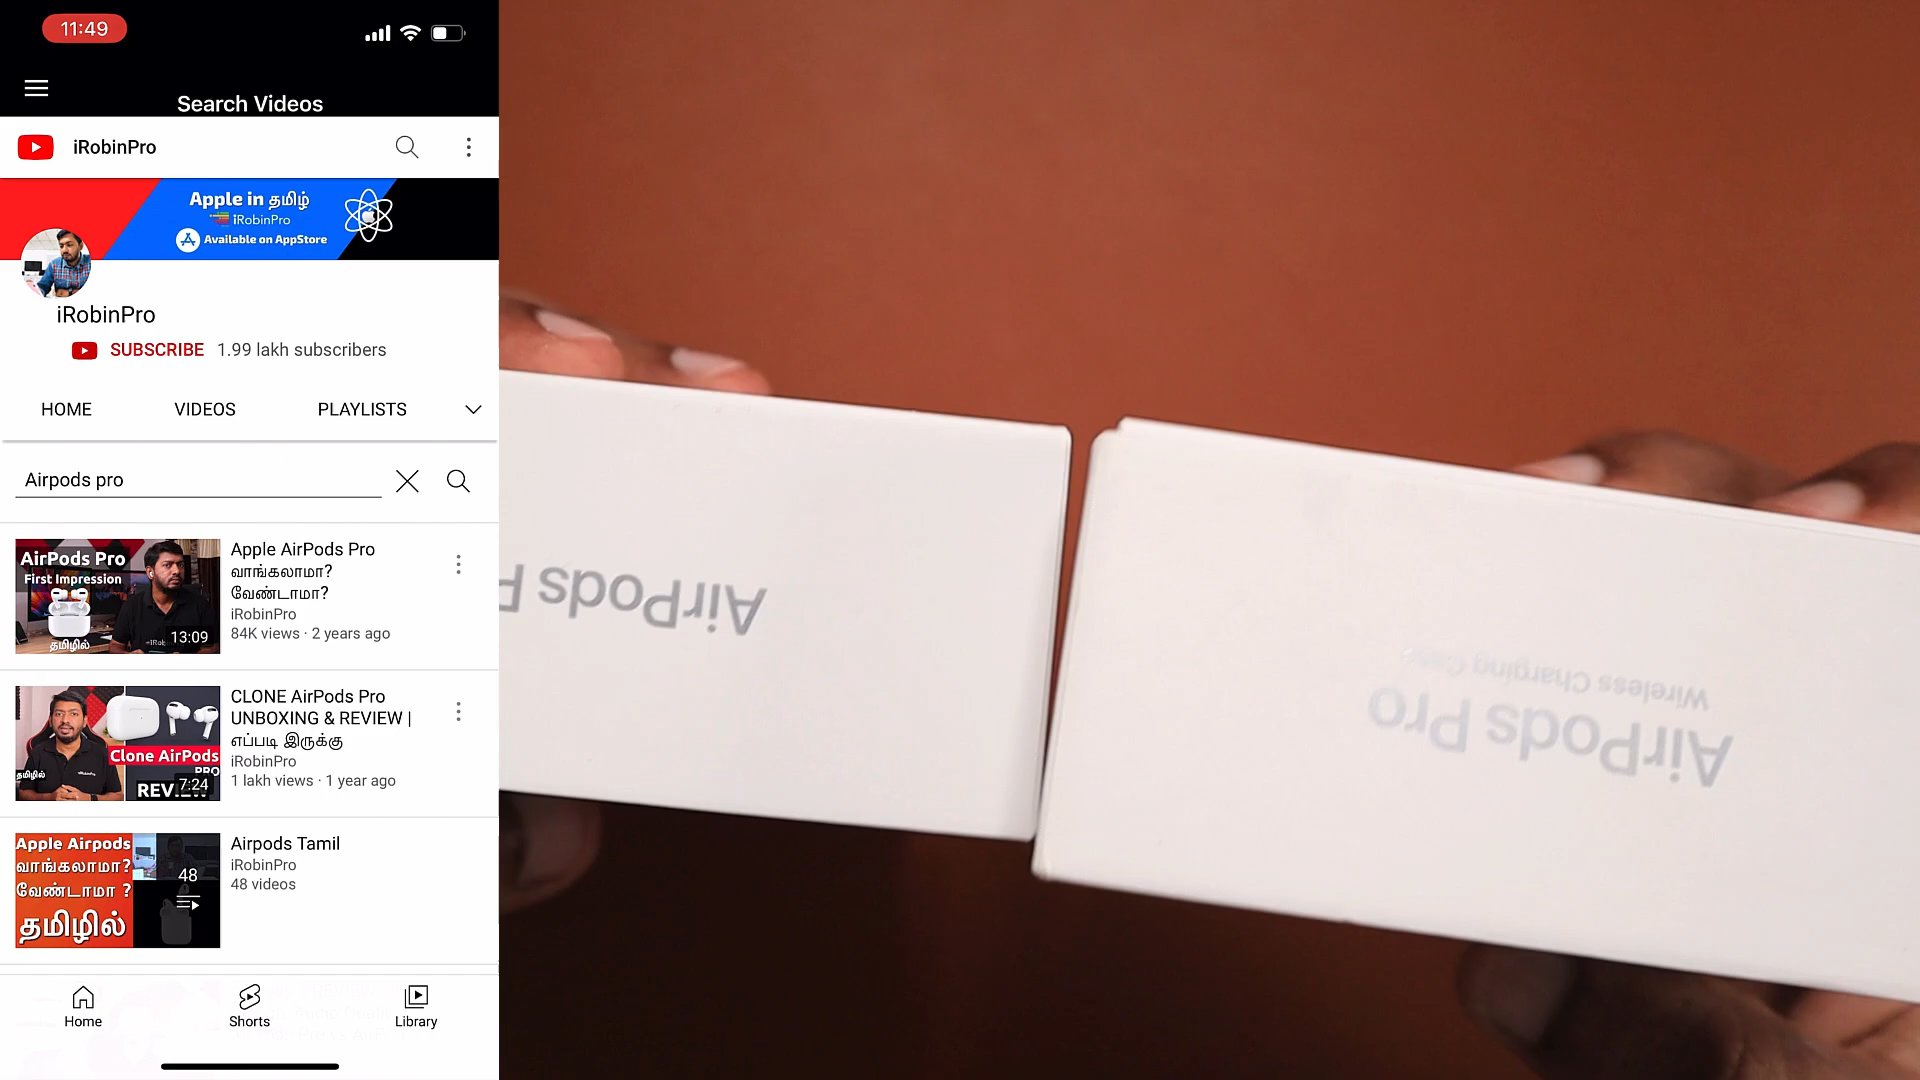 11:49
Search Videos
iRobinPro
Apple in தமிழ்
iRobinPro
Available on AppStore
iRobinPro
SUBSCRIBE 1.99 lakh subscribers
HOME VIDEOS PLAYLISTS
Airpods pro
AirPods Pro
First Impression
தமிழில்
13:09
Apple AirPods Pro
வாங்கலாமா?
வேண்டாமா?
iRobinPro
84K views · 2 years ago
Clone AirPods
PRO
தமிழில்
7:24
CLONE AirPods Pro
UNBOXING & REVIEW |
எப்படி இருக்கு
iRobinPro
1 lakh views · 1 year ago
Apple Airpods
வாங்கலாமா?
வேண்டாமா ?
தமிழில்
48
Airpods Tamil
iRobinPro
48 videos
Home Shorts Library
AirPods
AirPods Pro
Wireless Charging Case